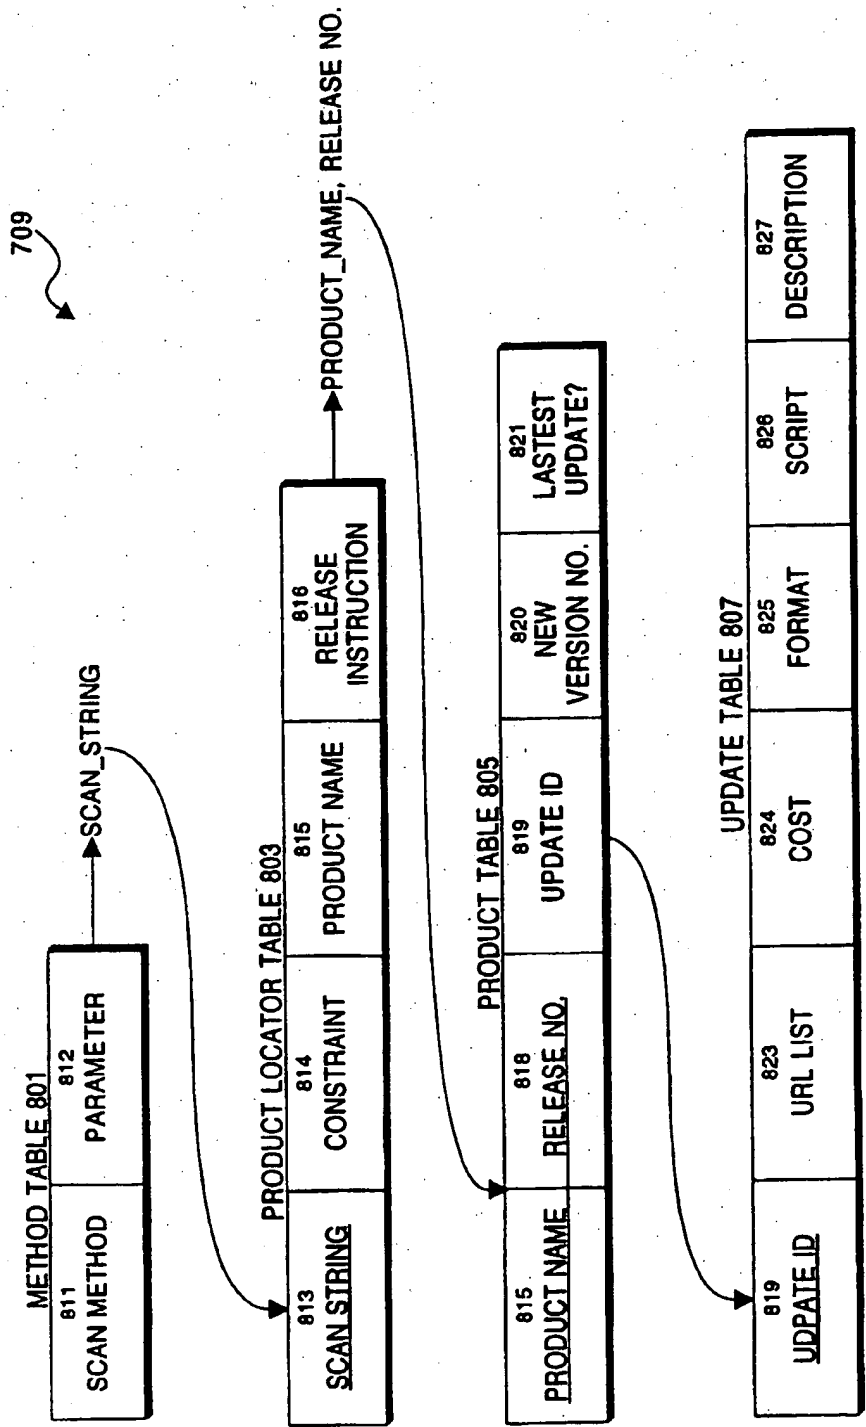 709
METHOD TABLE 801
811
SCAN METHOD
812
PARAMETER
SCAN_STRING
PRODUCT LOCATOR TABLE 803
813
SCAN STRING
814
CONSTRAINT
815
PRODUCT NAME
816
RELEASE
INSTRUCTION
PRODUCT_NAME, RELEASE NO.
PRODUCT TABLE 805
815
PRODUCT NAME
818
RELEASE NO.
819
UPDATE ID
820
NEW
VERSION NO.
821
LASTEST
UPDATE?
UPDATE TABLE 807
819
UDPATE ID
823
URL LIST
824
COST
825
FORMAT
826
SCRIPT
827
DESCRIPTION